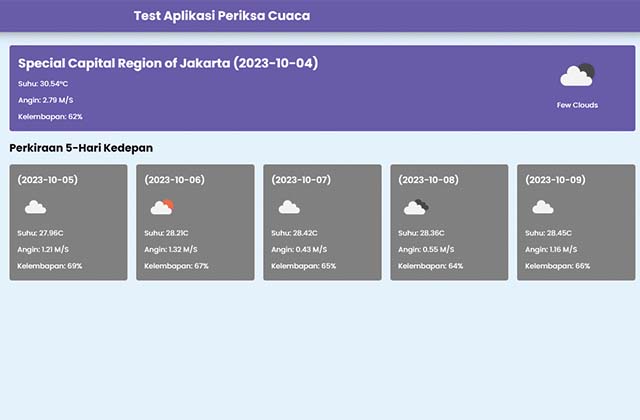 Test Aplikasi Periksa Cuaca
Special Capital Region of Jakarta (2023-10-04)
Suhu: 30.54°C
Angin: 2.79 M/S
Kelembapan: 62%
Few Clouds
Perkiraan 5-Hari Kedepan
(2023-10-05)
Suhu: 27.96C
Angin: 1.21 M/S
Kelembapan: 69%
(2023-10-06)
Suhu: 28.21C
Angin: 1.32 M/S
Kelembapan: 67%
(2023-10-07)
Suhu: 28.42C
Angin: 0.43 M/S
Kelembapan: 65%
(2023-10-08)
Suhu: 28.36C
Angin: 0.55 M/S
Kelembapan: 64%
(2023-10-09)
Suhu: 28.45C
Angin: 1.16 M/S
Kelembapan: 66%